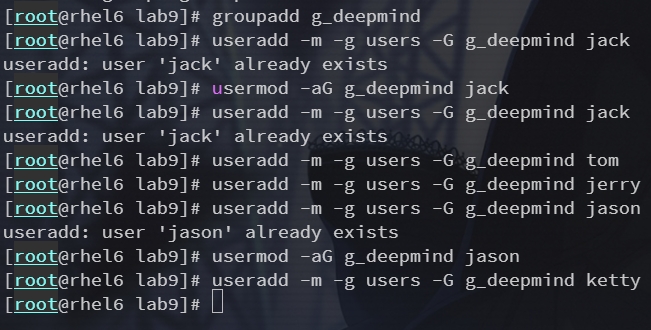 [root@rhel6 lab9]# groupadd g_deepmind
[root@rhel6 lab9]# useradd -m -g users -G g_deepmind jack
useradd: user 'jack' already exists
[root@rhel6 lab9]# usermod -aG g_deepmind jack
[root@rhel6 lab9]# useradd -m -g users -G g_deepmind jack
useradd: user 'jack' already exists
[root@rhel6 lab9]# useradd -m -g users -G g_deepmind tom
[root@rhel6 lab9]# useradd -m -g users -G g_deepmind jerry
[root@rhel6 lab9]# useradd -m -g users -G g_deepmind jason
useradd: user 'jason' already exists
[root@rhel6 lab9]# usermod -aG g_deepmind jason
[root@rhel6 lab9]# useradd -m -g users -G g_deepmind ketty
[root@rhel6 lab9]#